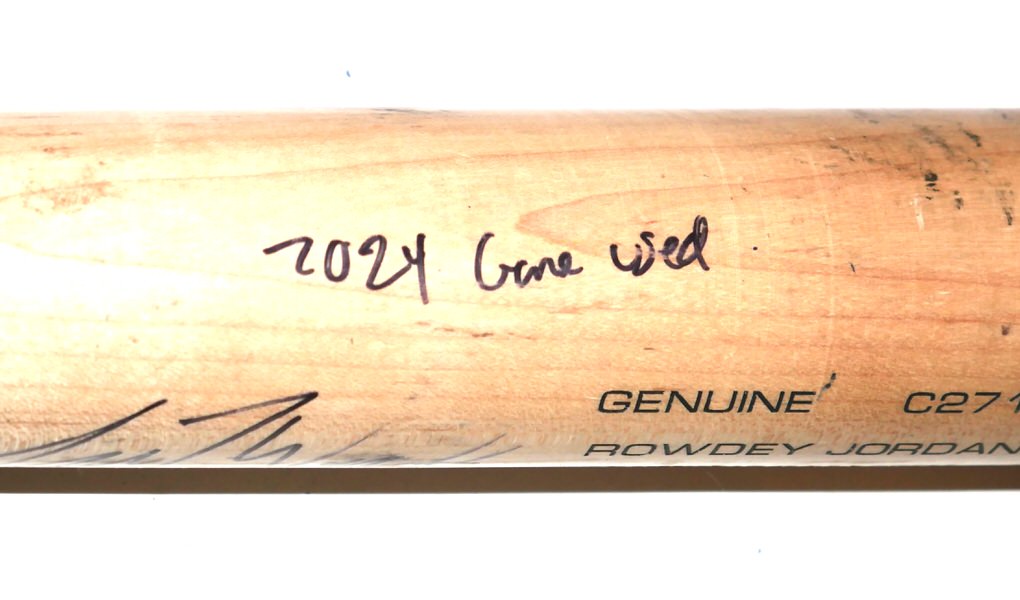 2024 Game used
GENUINE C271
ROWDEY JORDAN